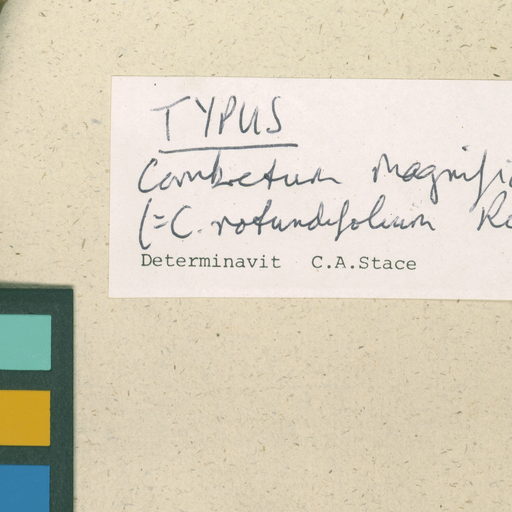 TYPUS
Combretum magnifi
(=C. rotundifolium R
Determinavit C.A.Stace